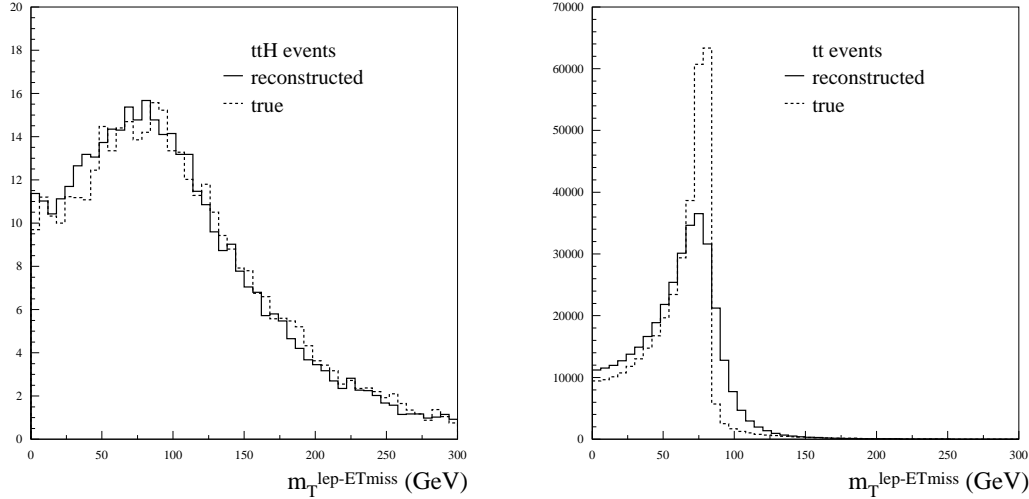 ttH events
reconstructed
true
20
18
16
14
12
10
8
6
4
2
0
0 50 100 150 200 250 300
m_T^lep-ETmiss (GeV)
tt events
reconstructed
true
70000
60000
50000
40000
30000
20000
10000
0
0 50 100 150 200 250 300
m_T^lep-ETmiss (GeV)